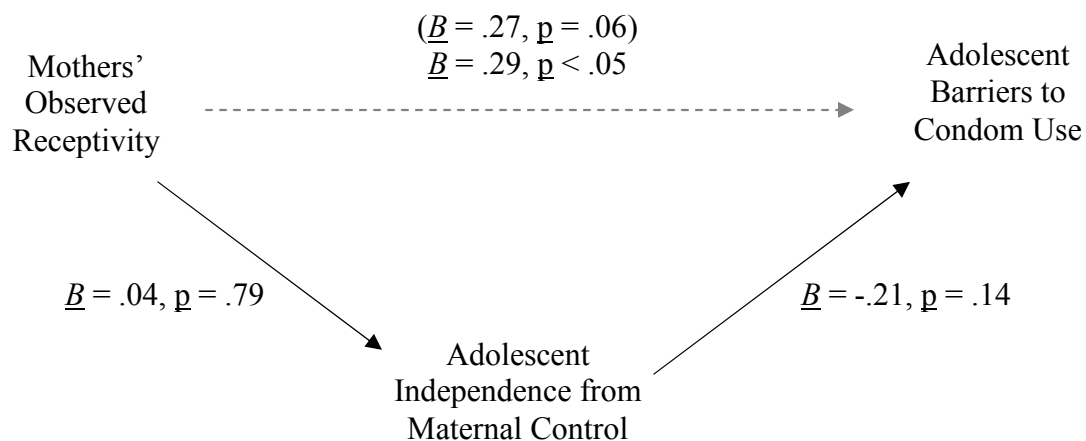 (B = .27, p = .06)
B = .29, p < .05
Mothers’
Observed
Receptivity
Adolescent
Barriers to
Condom Use
B = .04, p = .79
B = -.21, p = .14
Adolescent
Independence from
Maternal Control